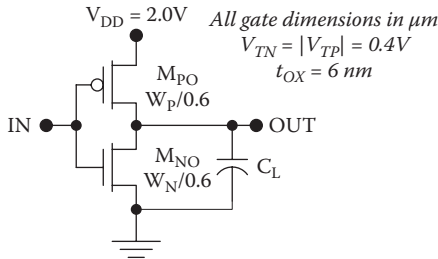 V_DD = 2.0V
All gate dimensions in μm
V_TN = |V_TP| = 0.4V
t_OX = 6 nm
M_PO
W_P/0.6
IN
OUT
M_NO
W_N/0.6
C_L